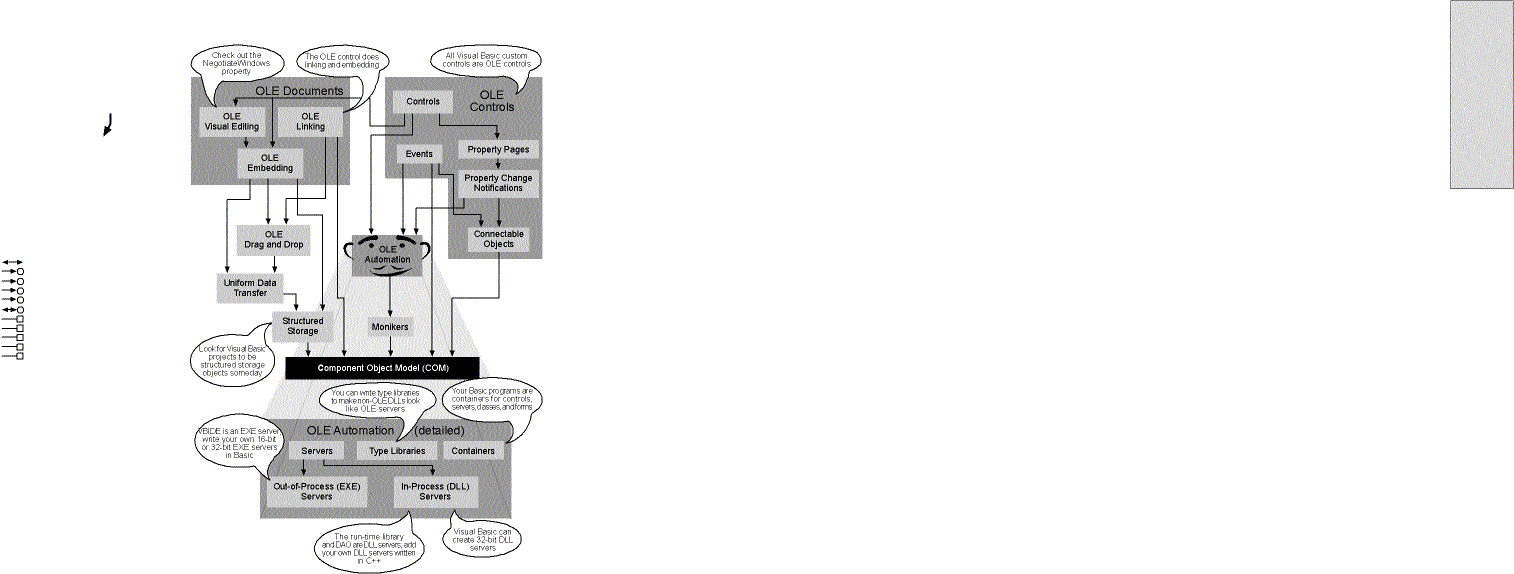 Check out the
NegotiateWindows
property
The OLE control does
linking and embedding
All Visual Basic custom
controls are OLE controls
OLE Documents
OLE
Visual Editing
OLE
Linking
OLE
Embedding
OLE
Controls
Controls
Events
Property Pages
Property Change
Notifications
Connectable
Objects
OLE
Drag and Drop
OLE
Automation
Uniform Data
Transfer
Structured
Storage
Monikers
Look for Visual Basic
projects to be
structured storage
objects someday
Component Object Model (COM)
You can write type libraries
to make non-OLE DLLs look
like OLE servers
Your Basic programs are
containers for controls,
servers, classes, and forms
VBIDE is an EXE server
write your own 16-bit
or 32-bit EXE servers
in Basic
OLE Automation (detailed)
Servers
Type Libraries
Containers
Out-of-Process (EXE)
Servers
In-Process (DLL)
Servers
The run-time library
and DAO are DLL servers; add
your own DLL servers written
in C++
Visual Basic can
create 32-bit DLL
servers